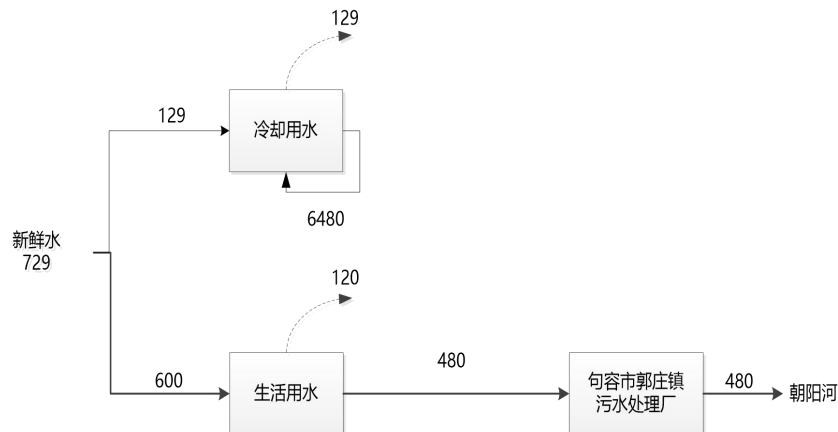 129
129
冷却用水
6480
新鲜水
729
120
600
生活用水
480
句容市郭庄镇
污水处理厂
480
朝阳河